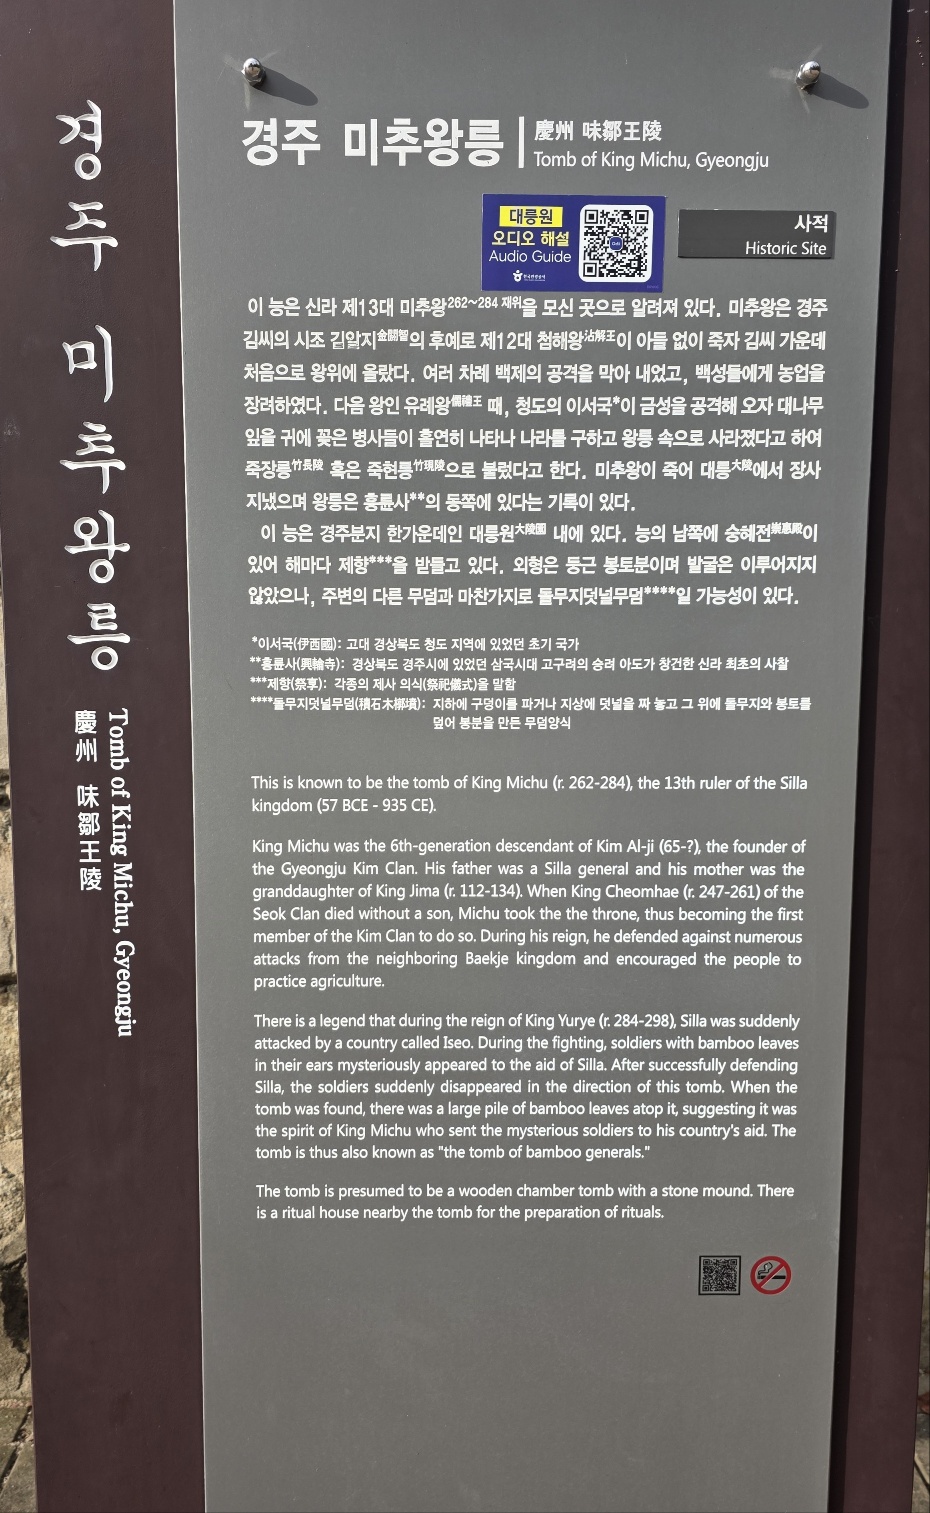 경주 미추왕릉
慶州 味鄒王陵
Tomb of King Michu, Gyeongju
경주 미추왕릉
慶州 味鄒王陵
Tomb of King Michu, Gyeongju
대릉원
오디오 해설
Audio Guide
한국관광공사
사적
Historic Site
이 능은 신라 제13대 미추왕262~284 재위을 모신 곳으로 알려져 있다. 미추왕은 경주
김씨의 시조 김알지金閼智의 후예로 제12대 첨해왕沾解王이 아들 없이 죽자 김씨 가운데
처음으로 왕위에 올랐다. 여러 차례 백제의 공격을 막아 내었고, 백성들에게 농업을
장려하였다. 다음 왕인 유례왕儒禮王 때, 청도의 이서국*이 금성을 공격해 오자 대나무
잎을 귀에 꽂은 병사들이 홀연히 나타나 나라를 구하고 왕릉 속으로 사라졌다고 하여
죽장릉竹長陵 혹은 죽현릉竹現陵으로 불렀다고 한다. 미추왕이 죽어 대릉大陵에서 장사
지냈으며 왕릉은 흥륜사**의 동쪽에 있다는 기록이 있다.
이 능은 경주분지 한가운데인 대릉원大陵園 내에 있다. 능의 남쪽에 숭혜전崇惠殿이
있어 해마다 제향***을 받들고 있다. 외형은 둥근 봉토분이며 발굴은 이루어지지
않았으나, 주변의 다른 무덤과 마찬가지로 돌무지덧널무덤****일 가능성이 있다.
*이서국(伊西國): 고대 경상북도 청도 지역에 있었던 초기 국가
**흥륜사(興輪寺): 경상북도 경주시에 있었던 삼국시대 고구려의 승려 아도가 창건한 신라 최초의 사찰
***제향(祭享): 각종의 제사 의식(祭祀儀式)을 말함
****돌무지덧널무덤(積石木槨墳): 지하에 구덩이를 파거나 지상에 덧널을 짜 놓고 그 위에 돌무지와 봉토를
덮어 봉분을 만든 무덤양식
This is known to be the tomb of King Michu (r. 262-284), the 13th ruler of the Silla
kingdom (57 BCE - 935 CE).
King Michu was the 6th-generation descendant of Kim Al-ji (65-?), the founder of
the Gyeongju Kim Clan. His father was a Silla general and his mother was the
granddaughter of King Jima (r. 112-134). When King Cheomhae (r. 247-261) of the
Seok Clan died without a son, Michu took the the throne, thus becoming the first
member of the Kim Clan to do so. During his reign, he defended against numerous
attacks from the neighboring Baekje kingdom and encouraged the people to
practice agriculture.
There is a legend that during the reign of King Yurye (r. 284-298), Silla was suddenly
attacked by a country called Iseo. During the fighting, soldiers with bamboo leaves
in their ears mysteriously appeared to the aid of Silla. After successfully defending
Silla, the soldiers suddenly disappeared in the direction of this tomb. When the
tomb was found, there was a large pile of bamboo leaves atop it, suggesting it was
the spirit of King Michu who sent the mysterious soldiers to his country's aid. The
tomb is thus also known as "the tomb of bamboo generals."
The tomb is presumed to be a wooden chamber tomb with a stone mound. There
is a ritual house nearby the tomb for the preparation of rituals.